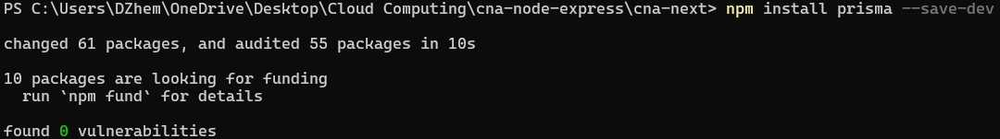 PS C:\Users\DZhem\OneDrive\Desktop\Cloud Computing\cna-node-express\cna-next> npm install prisma --save-dev
changed 61 packages, and audited 55 packages in 10s
10 packages are looking for funding
  run `npm fund` for details
found 0 vulnerabilities